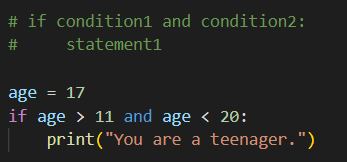 # if condition1 and condition2:
#     statement1

age = 17
if age > 11 and age < 20:
    print("You are a teenager.")